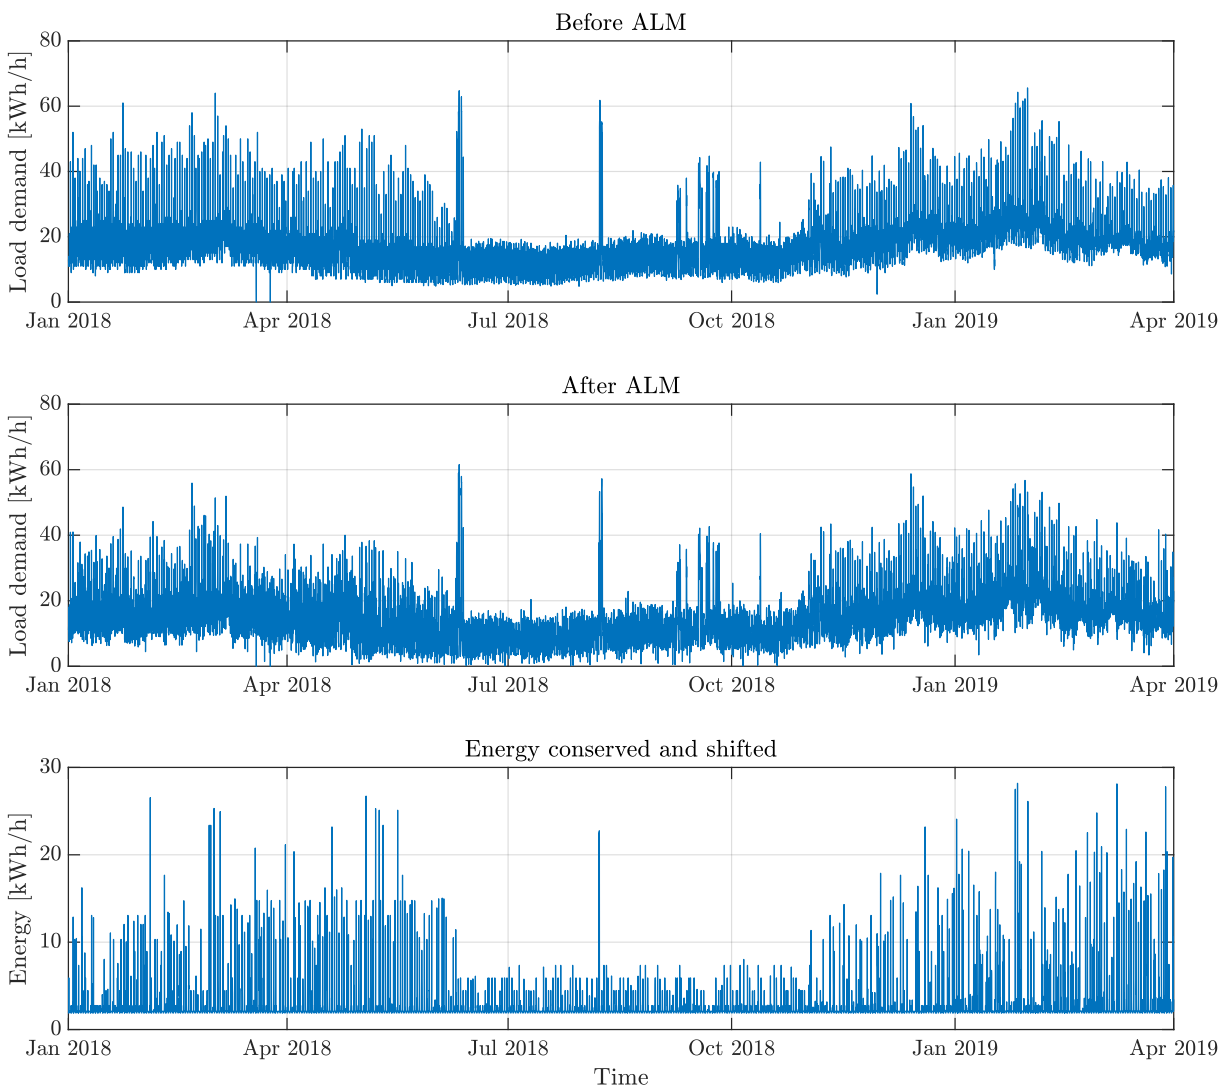 Before ALM
Load demand [kWh/h]
80
60
40
20
0
Jan 2018 Apr 2018 Jul 2018 Oct 2018 Jan 2019 Apr 2019
After ALM
Load demand [kWh/h]
80
60
40
20
0
Jan 2018 Apr 2018 Jul 2018 Oct 2018 Jan 2019 Apr 2019
Energy conserved and shifted
Energy [kWh/h]
30
20
10
0
Jan 2018 Apr 2018 Jul 2018 Oct 2018 Jan 2019 Apr 2019
Time